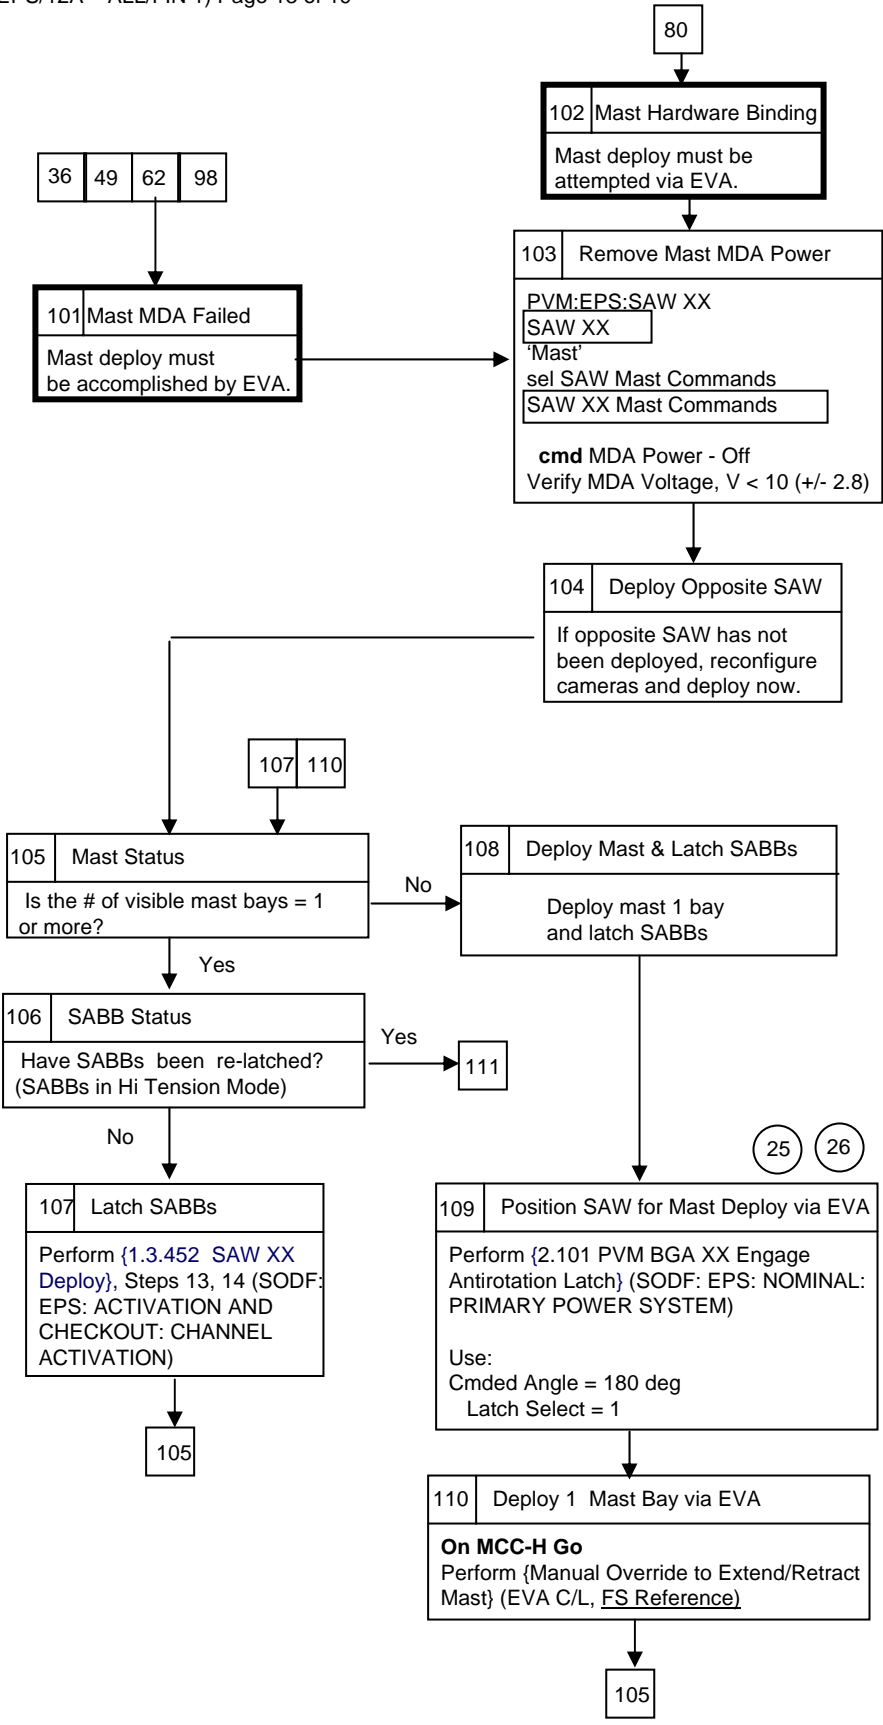 80
102 Mast Hardware Binding
Mast deploy must be
attempted via EVA.
36 49 62 98
101 Mast MDA Failed
Mast deploy must
be accomplished by EVA.
103 Remove Mast MDA Power
PVM:EPS:SAW XX
SAW XX
‘Mast’
sel SAW Mast Commands
SAW XX Mast Commands
cmd MDA Power - Off
Verify MDA Voltage, V < 10 (+/- 2.8)
104 Deploy Opposite SAW
If opposite SAW has not
been deployed, reconfigure
cameras and deploy now.
107 110
105 Mast Status
Is the # of visible mast bays = 1
or more?
No
Yes
108 Deploy Mast & Latch SABBs
Deploy mast 1 bay
and latch SABBs
106 SABB Status
Have SABBs been re-latched?
(SABBs in Hi Tension Mode)
Yes
111
No
107 Latch SABBs
Perform {1.3.452 SAW XX
Deploy}, Steps 13, 14 (SODF:
EPS: ACTIVATION AND
CHECKOUT: CHANNEL
ACTIVATION)
105
25 26
109 Position SAW for Mast Deploy via EVA
Perform {2.101 PVM BGA XX Engage
Antirotation Latch} (SODF: EPS: NOMINAL:
PRIMARY POWER SYSTEM)
Use:
Cmded Angle = 180 deg
Latch Select = 1
110 Deploy 1 Mast Bay via EVA
On MCC-H Go
Perform {Manual Override to Extend/Retract
Mast} (EVA C/L, FS Reference)
105